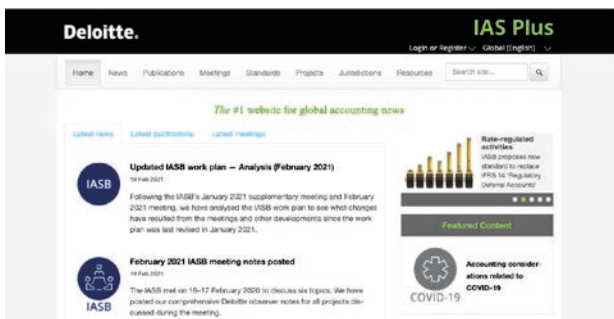 Deloitte.
IAS Plus
Login or Register Global (English)
Home News Publications Meetings Standards Projects Jurisdictions Resources Search site...
The #1 website for global accounting news
Latest news Latest publications Latest meetings
IASB
Updated IASB work plan — Analysis (February 2021)
19 Feb 2021
Following the IASB's January 2021 supplementary meeting and February
2021 meeting, we have analysed the IASB work plan to see what changes
have resulted from the meetings and other developments since the work
plan was last revised in January 2021.
IASB
February 2021 IASB meeting notes posted
19 Feb 2021
The IASB met on 16–17 February 2020 to discuss six topics. We have
posted our comprehensive Deloitte observer notes for all projects dis-
cussed during the meeting.
Rate-regulated
activities
IASB proposes new
standard to replace
IFRS 14 'Regulatory
Deferral Accounts'
Featured Content
COVID-19
Accounting consider-
ations related to
COVID-19